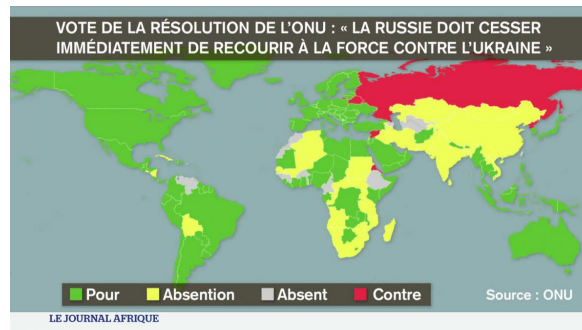 VOTE DE LA RÉSOLUTION DE L'ONU : « LA RUSSIE DOIT CESSER
IMMÉDIATEMENT DE RECOURIR À LA FORCE CONTRE L'UKRAINE »
Pour Absention Absent Contre Source : ONU
LE JOURNAL AFRIQUE